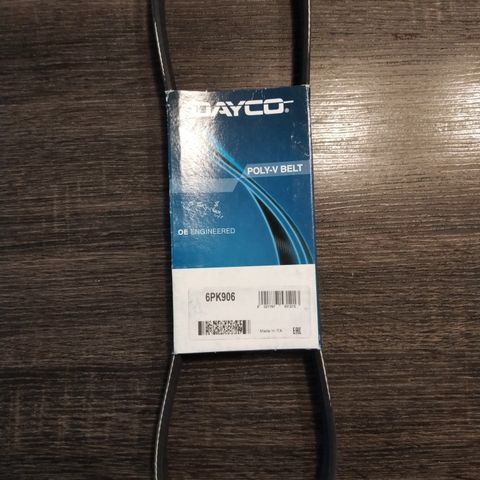 DAYCO®
POLY-V BELT
OE ENGINEERED
6PK906
Made in ITA
EAC